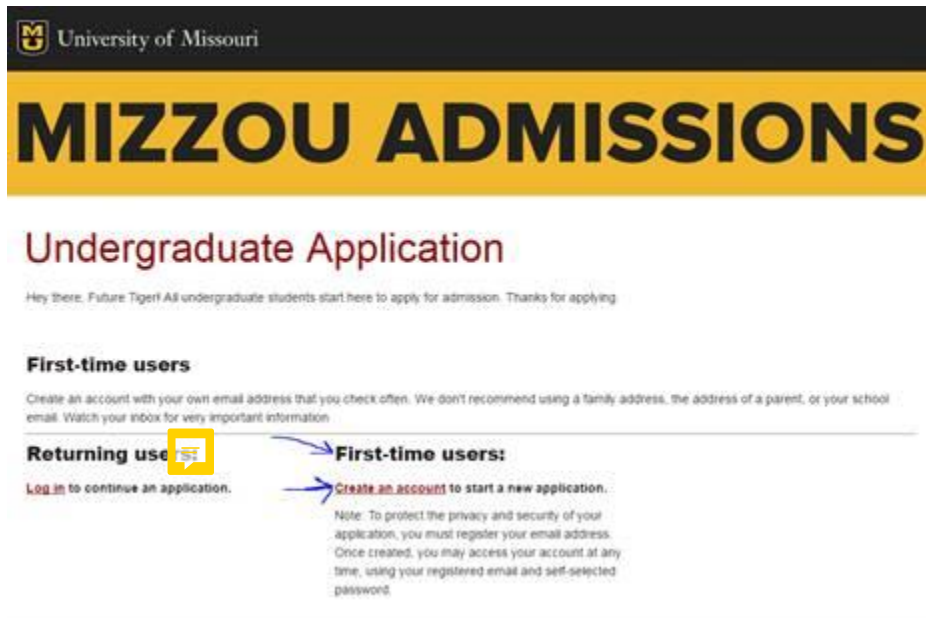 University of Missouri
MIZZOU ADMISSIONS
Undergraduate Application
Hey there, Future Tiger! All undergraduate students start here to apply for admission. Thanks for applying.
First-time users
Create an account with your own email address that you check often. We don't recommend using a family address, the address of a parent, or your school
email. Watch your inbox for very important information
Returning users:
Log in to continue an application.
First-time users:
Create an account to start a new application.
Note: To protect the privacy and security of your
application, you must register your email address.
Once created, you may access your account at any
time, using your registered email and self-selected
password.